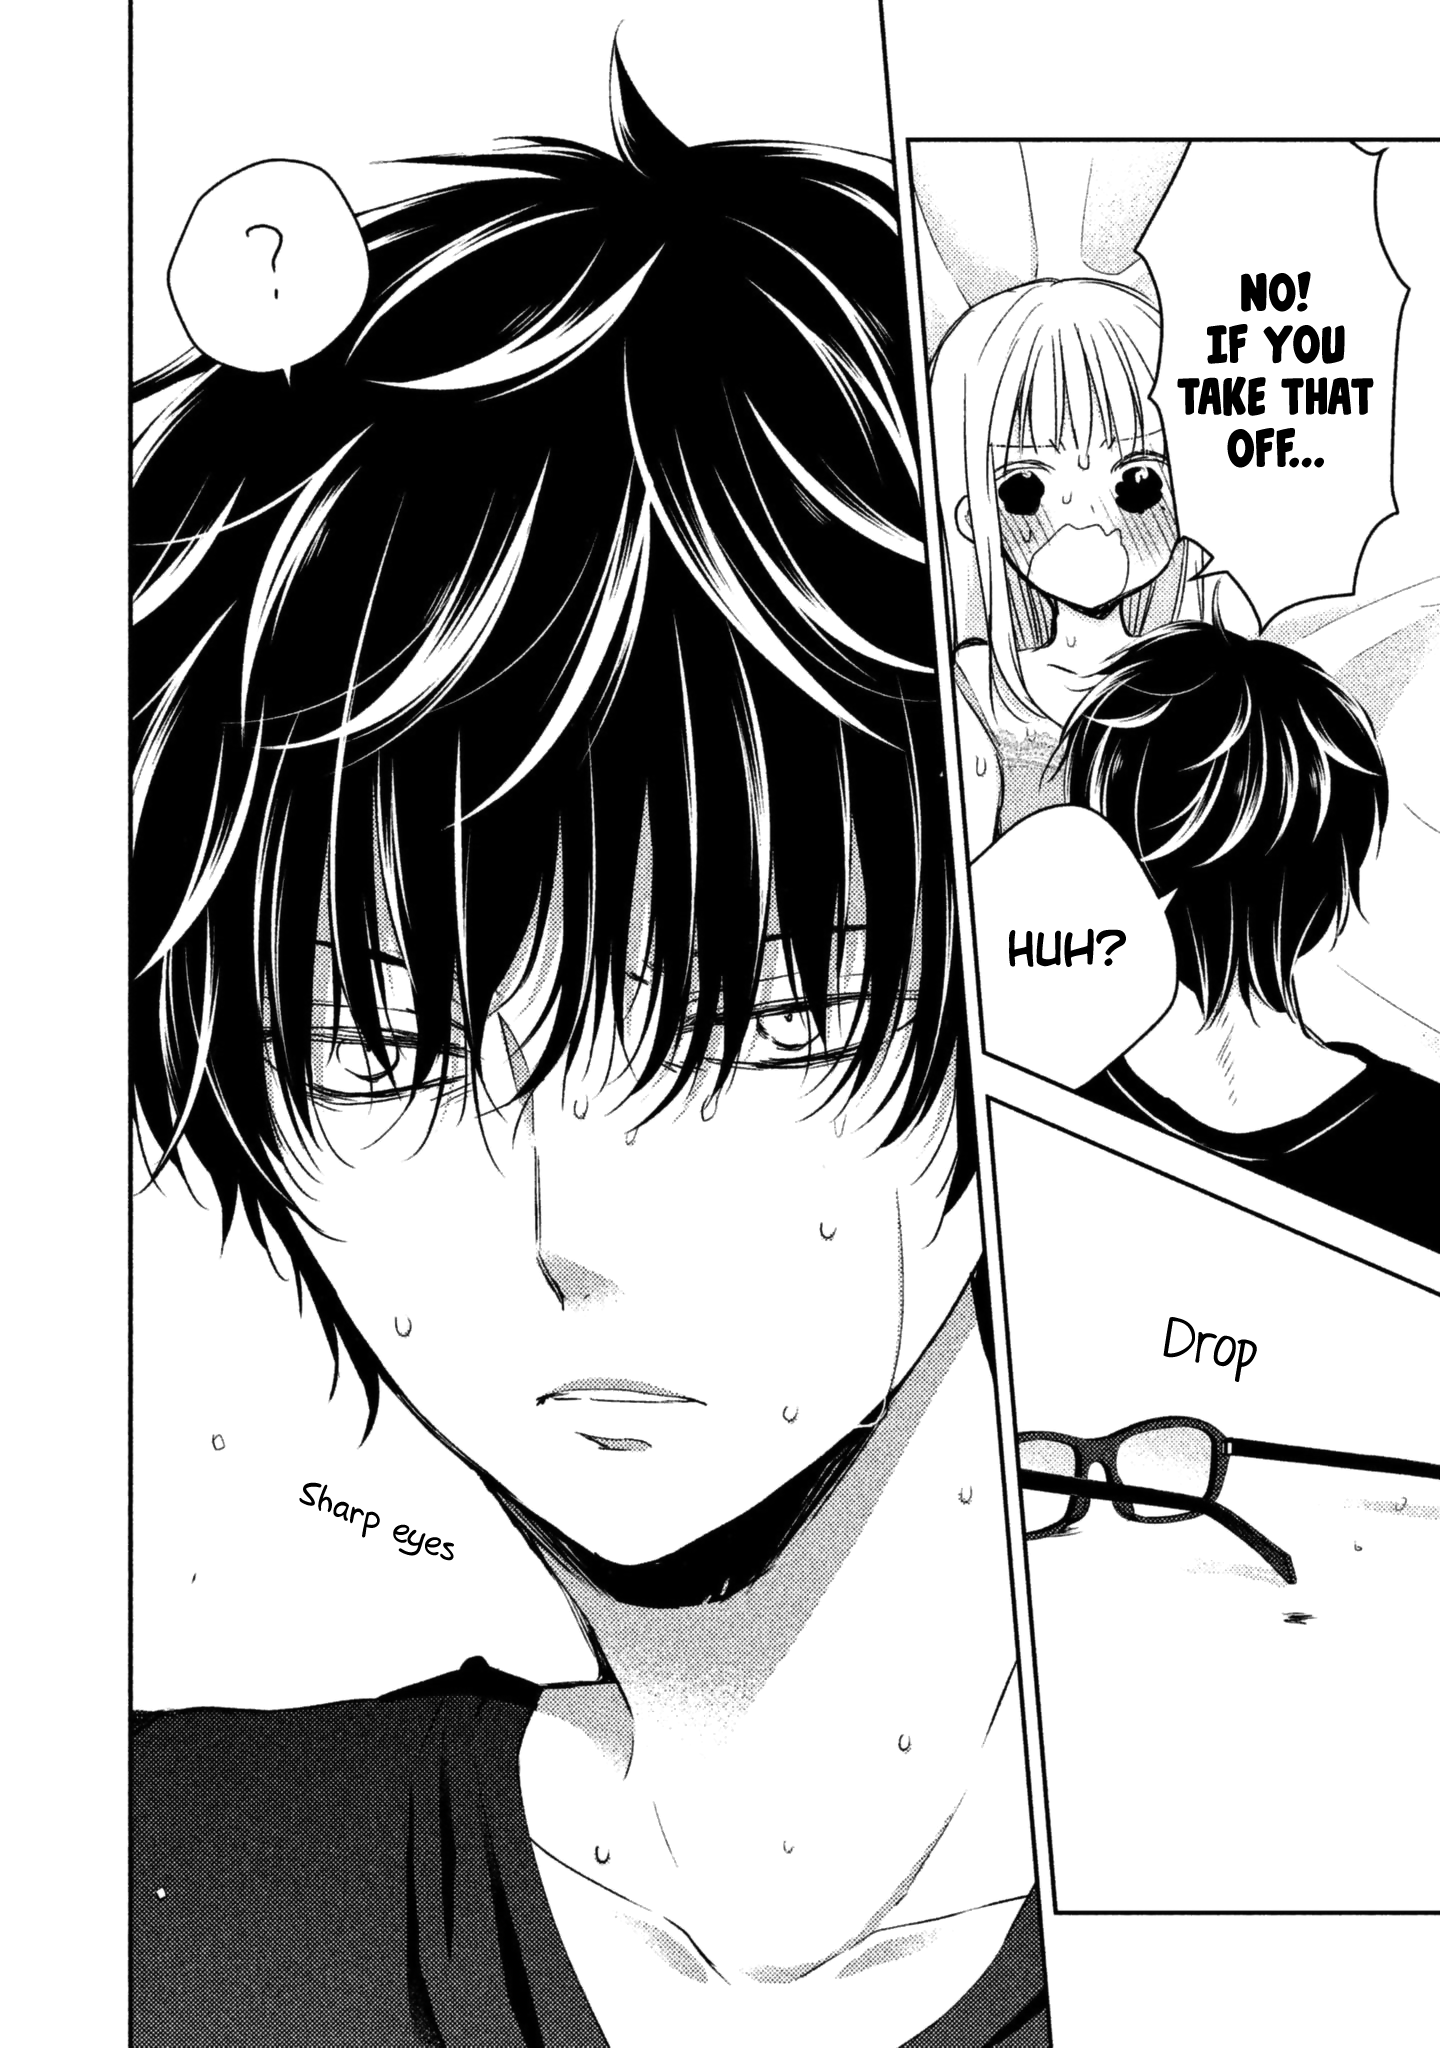 NO!
IF YOU
TAKE THAT
OFF...
HUH?
Drop
?
Sharp eyes